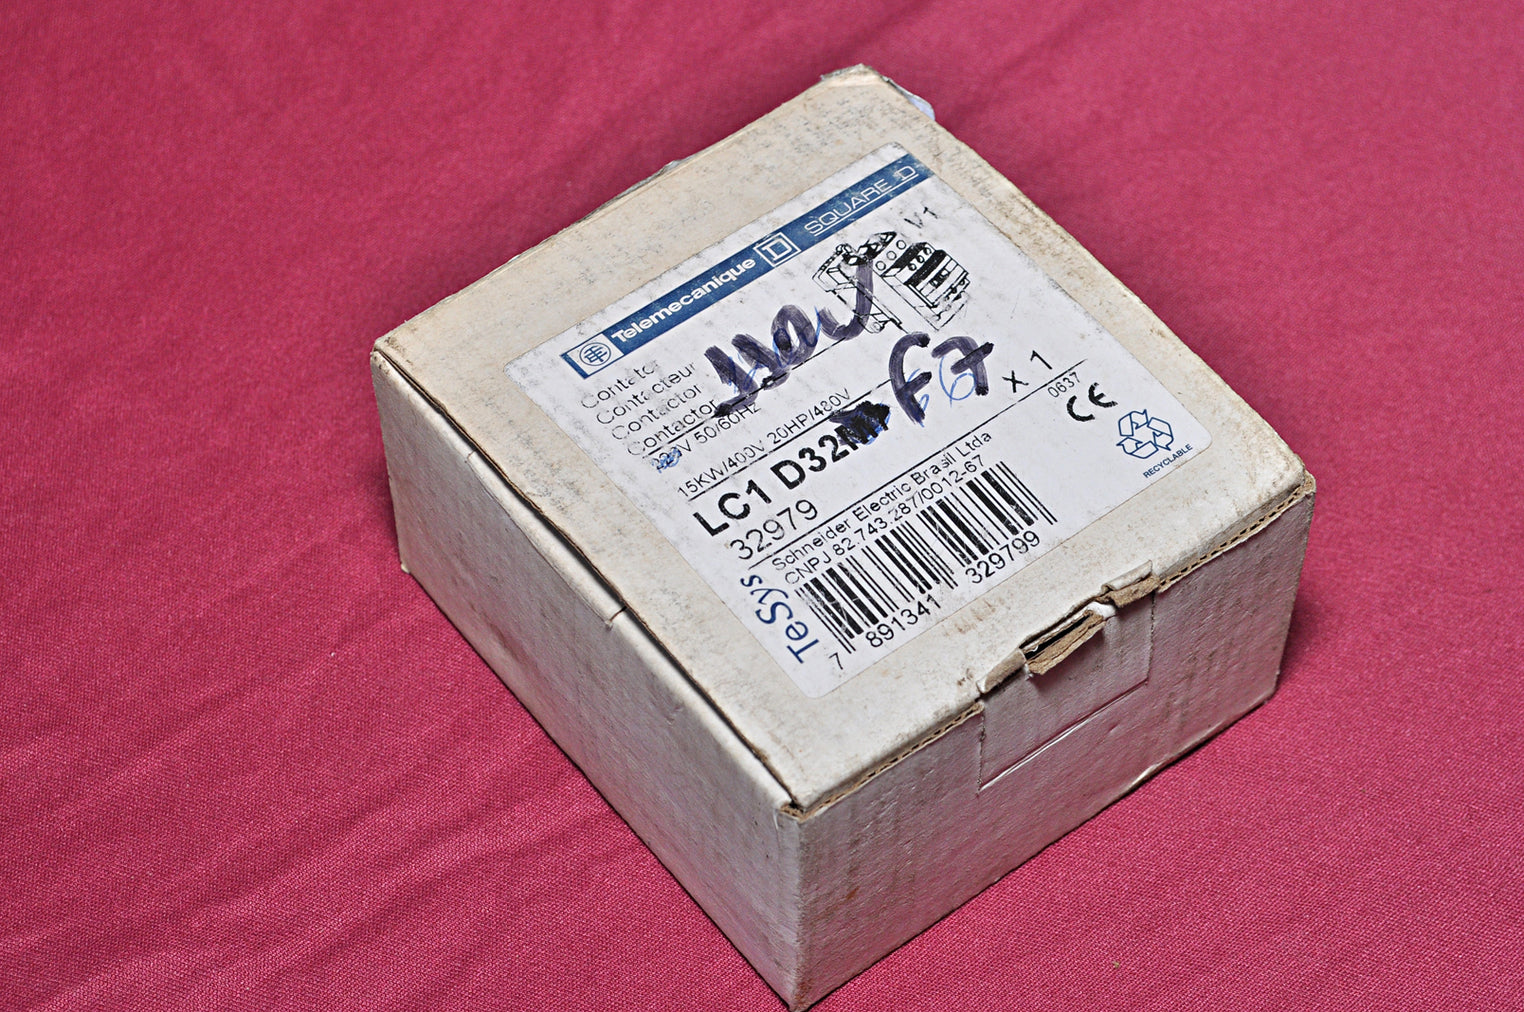 Telemecanique D SQUARE D
V1
Contator
Contacteur
Contactor
Contactor
110V
V 50/60Hz
15KW/400V 20HP/480V
LC1 D32 F7
x 1
32979
0637
CE
Schneider Electric Brasil Ltda
CNPJ 82.743.287/0012-67
RECYCLABLE
TeSys
7 891341 329799